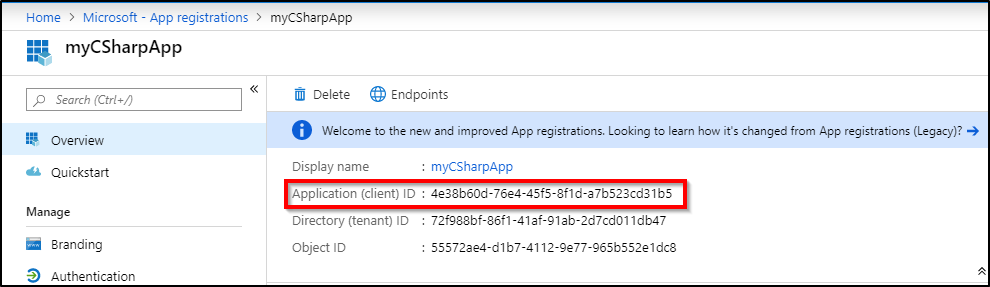 Home > Microsoft - App registrations > myCSharpApp
myCSharpApp
Search (Ctrl+/)
«
Overview
Quickstart
Manage
Branding
Authentication
Delete Endpoints
Welcome to the new and improved App registrations. Looking to learn how it's changed from App registrations (Legacy)? →
Display name : myCSharpApp
Application (client) ID : 4e38b60d-76e4-45f5-8f1d-a7b523cd31b5
Directory (tenant) ID : 72f988bf-86f1-41af-91ab-2d7cd011db47
Object ID : 55572ae4-d1b7-4112-9e77-965b552e1dc8